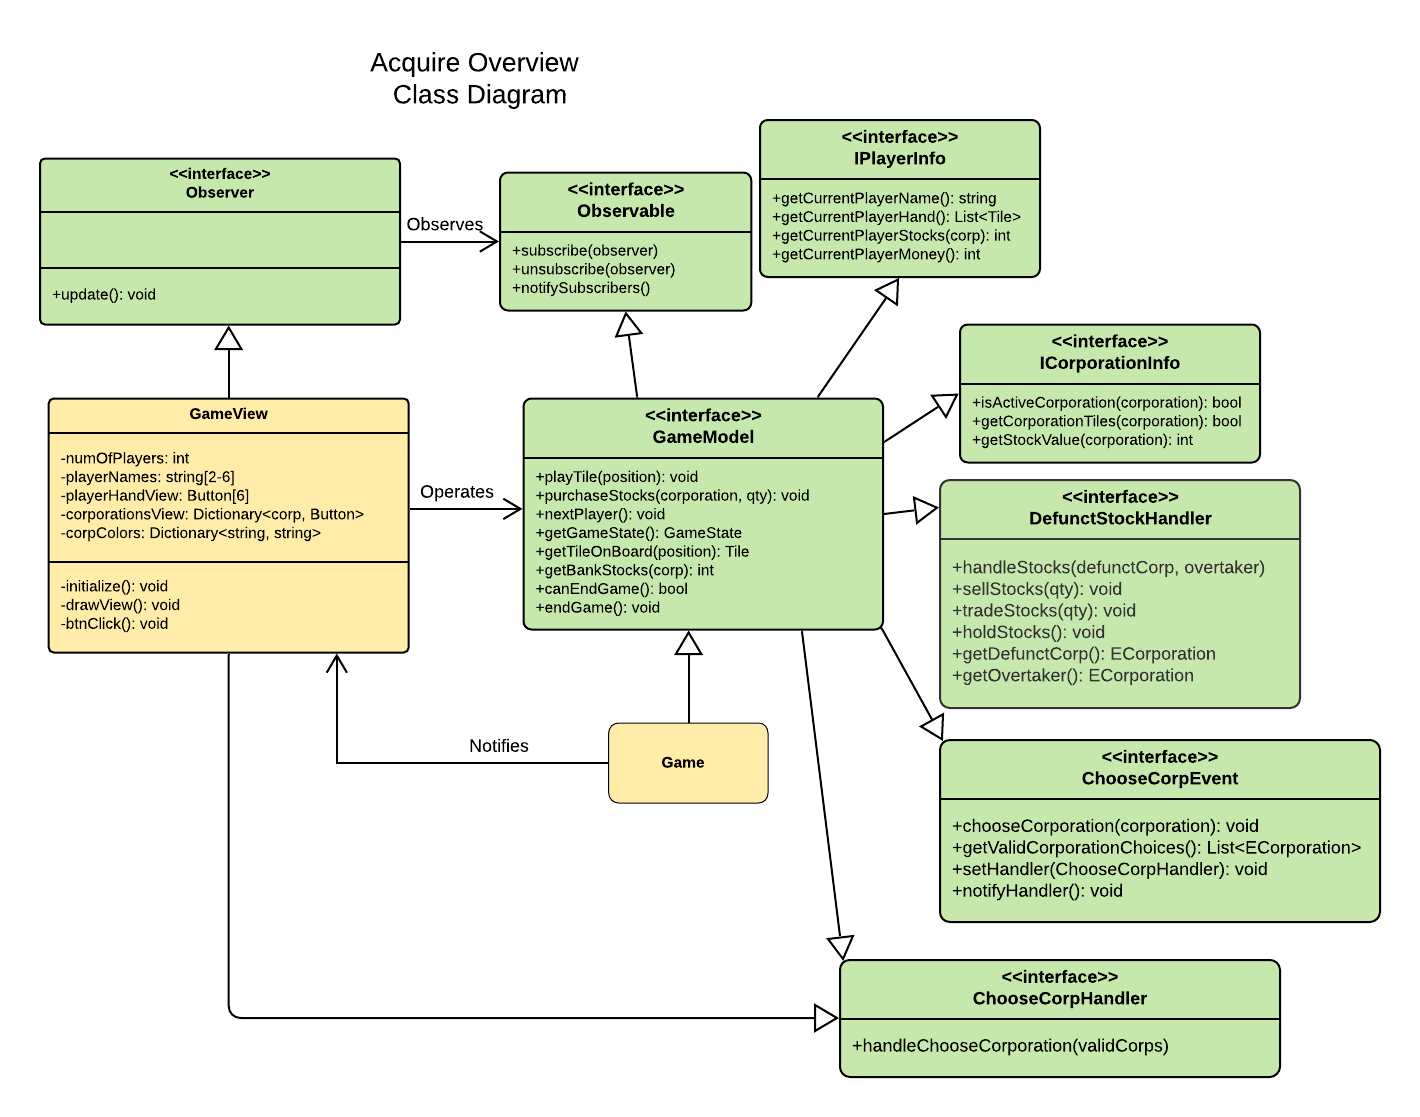 Acquire Overview
Class Diagram
<<interface>>
Observer
+update(): void
Observes
<<interface>>
Observable
+subscribe(observer)
+unsubscribe(observer)
+notifySubscribers()
<<interface>>
IPlayerInfo
+getCurrentPlayerName(): string
+getCurrentPlayerHand(): List<Tile>
+getCurrentPlayerStocks(corp): int
+getCurrentPlayerMoney(): int
<<interface>>
ICorporationInfo
+isActiveCorporation(corporation): bool
+getCorporationTiles(corporation): bool
+getStockValue(corporation): int
GameView
-numOfPlayers: int
-playerNames: string[2-6]
-playerHandView: Button[6]
-corporationsView: Dictionary<corp, Button>
-corpColors: Dictionary<string, string>
-initialize(): void
-drawView(): void
-btnClick(): void
Operates
<<interface>>
GameModel
+playTile(position): void
+purchaseStocks(corporation, qty): void
+nextPlayer(): void
+getGameState(): GameState
+getTileOnBoard(position): Tile
+getBankStocks(corp): int
+canEndGame(): bool
+endGame(): void
<<interface>>
DefunctStockHandler
+handleStocks(defunctCorp, overtaker)
+sellStocks(qty): void
+tradeStocks(qty): void
+holdStocks(): void
+getDefunctCorp(): ECorporation
+getOvertaker(): ECorporation
Notifies
Game
<<interface>>
ChooseCorpEvent
+chooseCorporation(corporation): void
+getValidCorporationChoices(): List<ECorporation>
+setHandler(ChooseCorpHandler): void
+notifyHandler(): void
<<interface>>
ChooseCorpHandler
+handleChooseCorporation(validCorps)